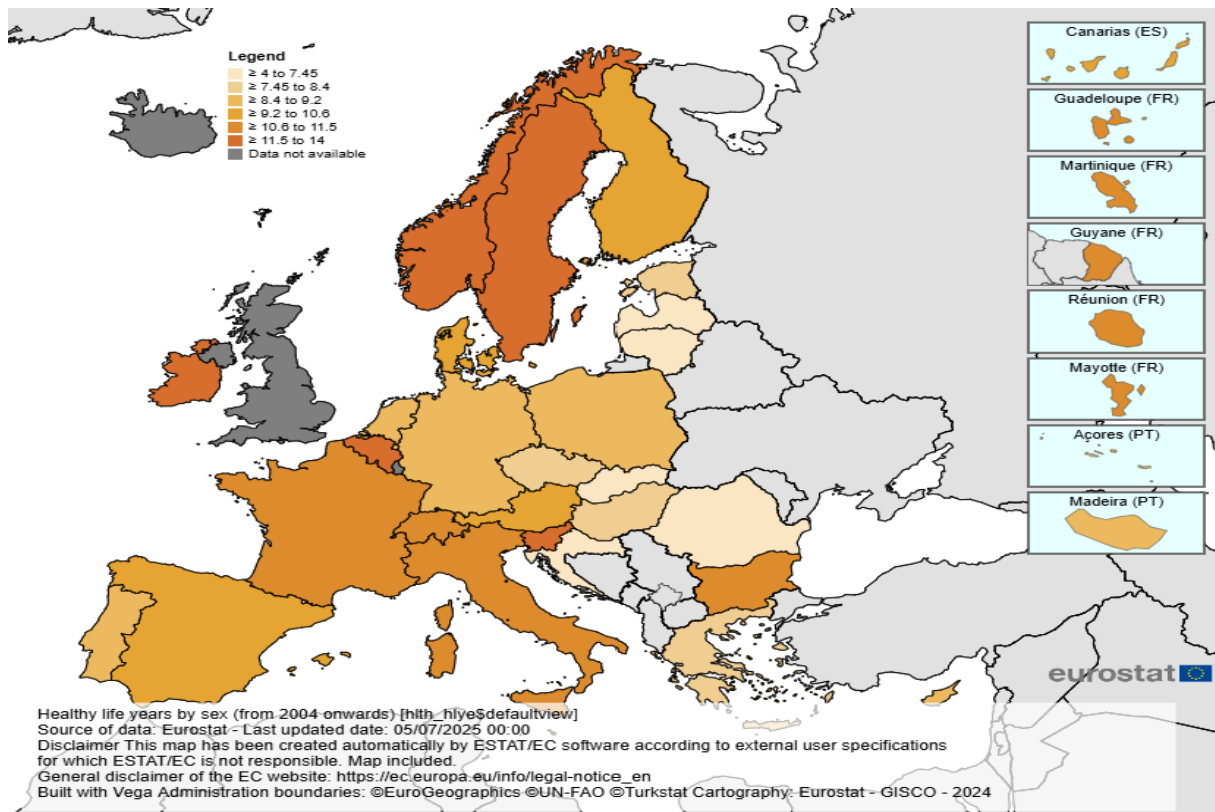 Legend
≥ 4 to 7.45
≥ 7.45 to 8.4
≥ 8.4 to 9.2
≥ 9.2 to 10.6
≥ 10.6 to 11.5
≥ 11.5 to 14
Data not available
Canarias (ES)
Guadeloupe (FR)
Martinique (FR)
Guyane (FR)
Réunion (FR)
Mayotte (FR)
Açores (PT)
Madeira (PT)
eurostat
Healthy life years by sex (from 2004 onwards) [hlth_hlye$defaultview]
Source of data: Eurostat - Last updated date: 05/07/2025 00:00
Disclaimer This map has been created automatically by ESTAT/EC software according to external user specifications
for which ESTAT/EC is not responsible. Map included.
General disclaimer of the EC website: https://ec.europa.eu/info/legal-notice_en
Built with Vega Administration boundaries: ©EuroGeographics ©UN-FAO ©Turkstat Cartography: Eurostat - GISCO - 2024